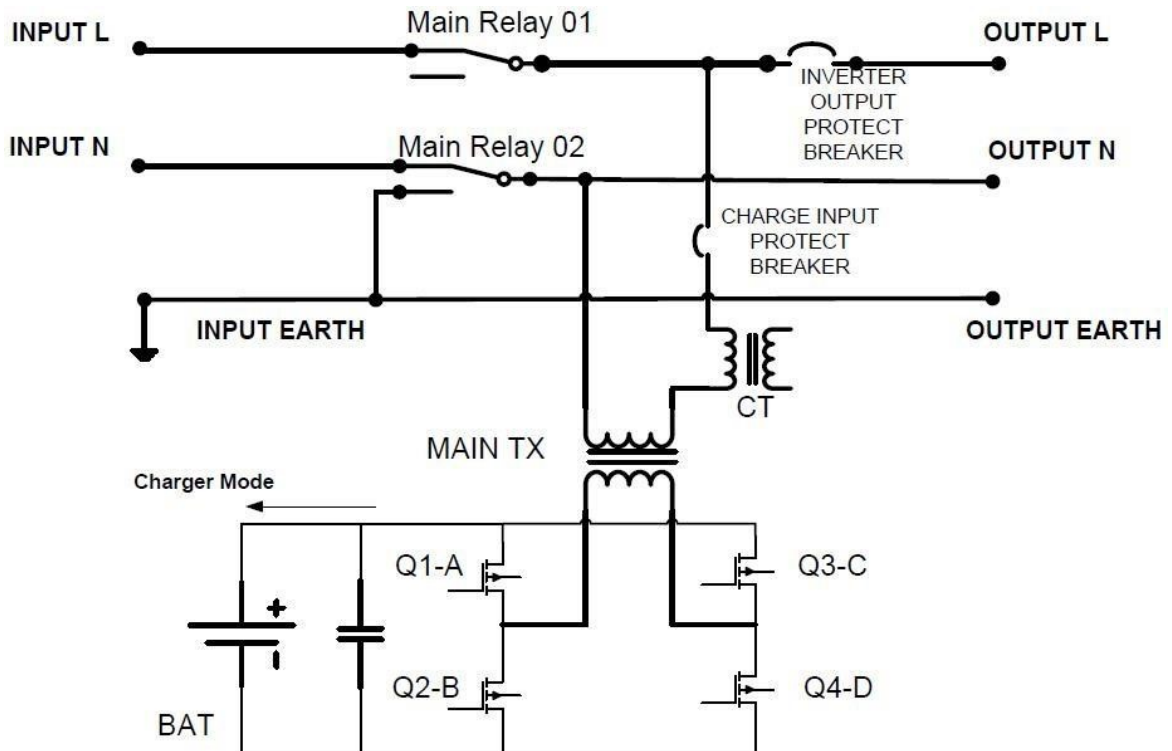 INPUT L
Main Relay 01
OUTPUT L
INVERTER
OUTPUT
PROTECT
BREAKER
INPUT N
Main Relay 02
OUTPUT N
CHARGE INPUT
PROTECT
BREAKER
INPUT EARTH
OUTPUT EARTH
CT
MAIN TX
Charger Mode
Q1-A
Q3-C
+
-
Q2-B
Q4-D
BAT